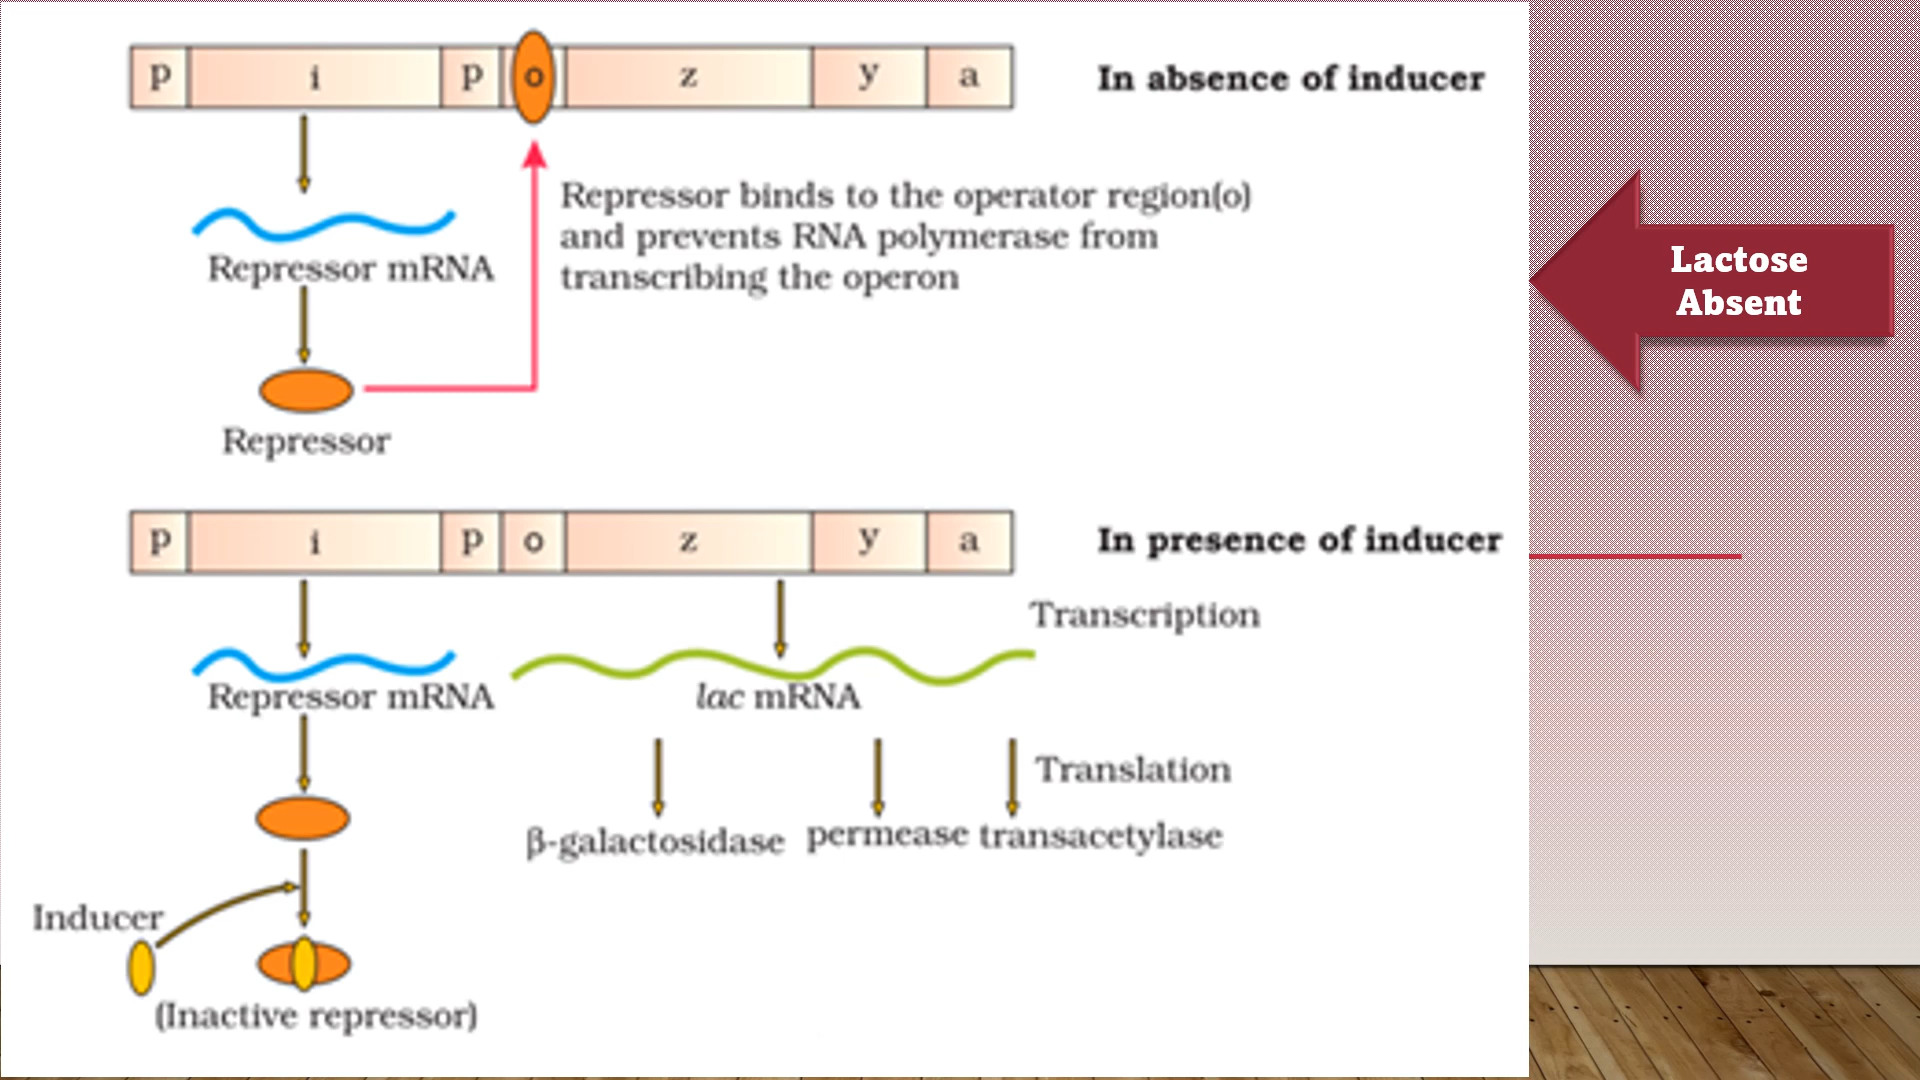 p i p o z y a
In absence of inducer
Repressor binds to the operator region(o)
and prevents RNA polymerase from
transcribing the operon
Repressor mRNA
Repressor
Lactose
Absent
p i p o z y a
In presence of inducer
Transcription
Repressor mRNA
lac mRNA
Translation
β-galactosidase permease transacetylase
Inducer
(Inactive repressor)